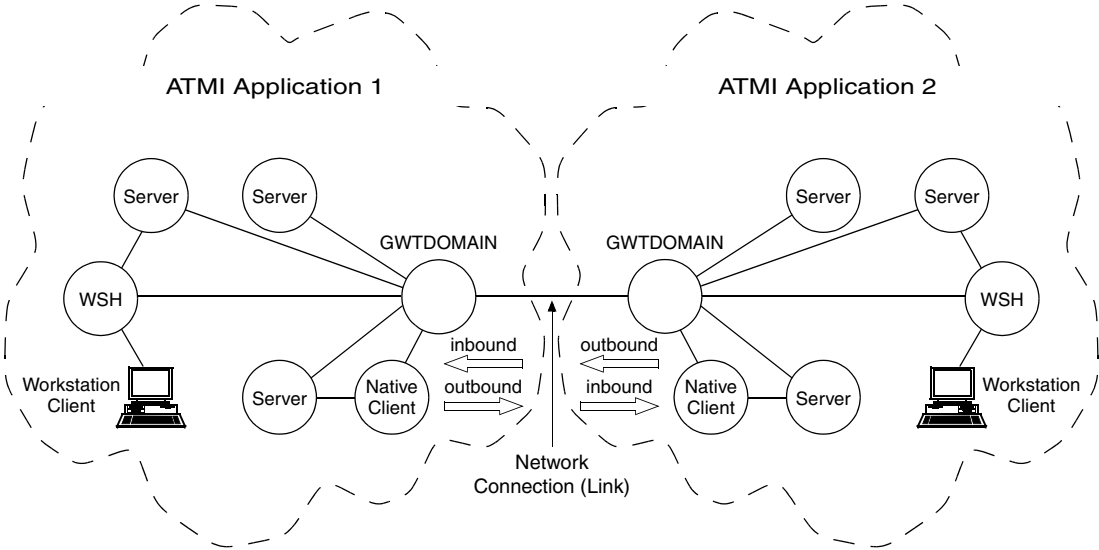 ATMI Application 1
ATMI Application 2
Server
Server
Server
Server
GWTDOMAIN
GWTDOMAIN
WSH
WSH
inbound
outbound
Workstation
Client
Server
Native
Client
outbound
inbound
Native
Client
Server
Workstation
Client
Network
Connection (Link)